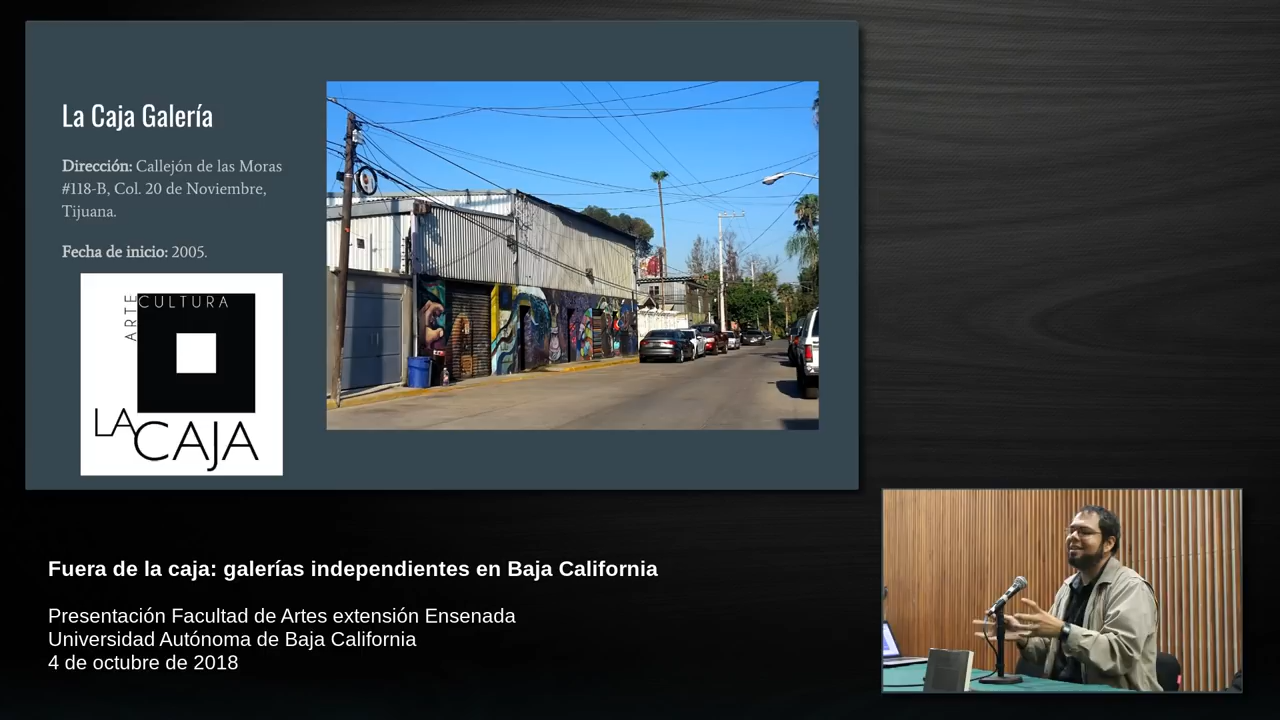 La Caja Galería
Dirección: Callejón de las Moras
#118-B, Col. 20 de Noviembre,
Tijuana.
Fecha de inicio: 2005.
ARTE
CULTURA
LA
CAJA
Fuera de la caja: galerías independientes en Baja California
Presentación Facultad de Artes extensión Ensenada
Universidad Autónoma de Baja California
4 de octubre de 2018